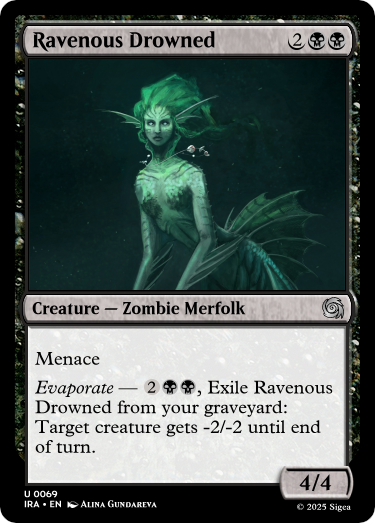 Ravenous Drowned 2
Creature — Zombie Merfolk
Menace
Evaporate — 2, Exile Ravenous
Drowned from your graveyard:
Target creature gets -2/-2 until end
of turn.
4/4
U 0069
IRA • EN Alina Gundareva
© 2025 Sigea